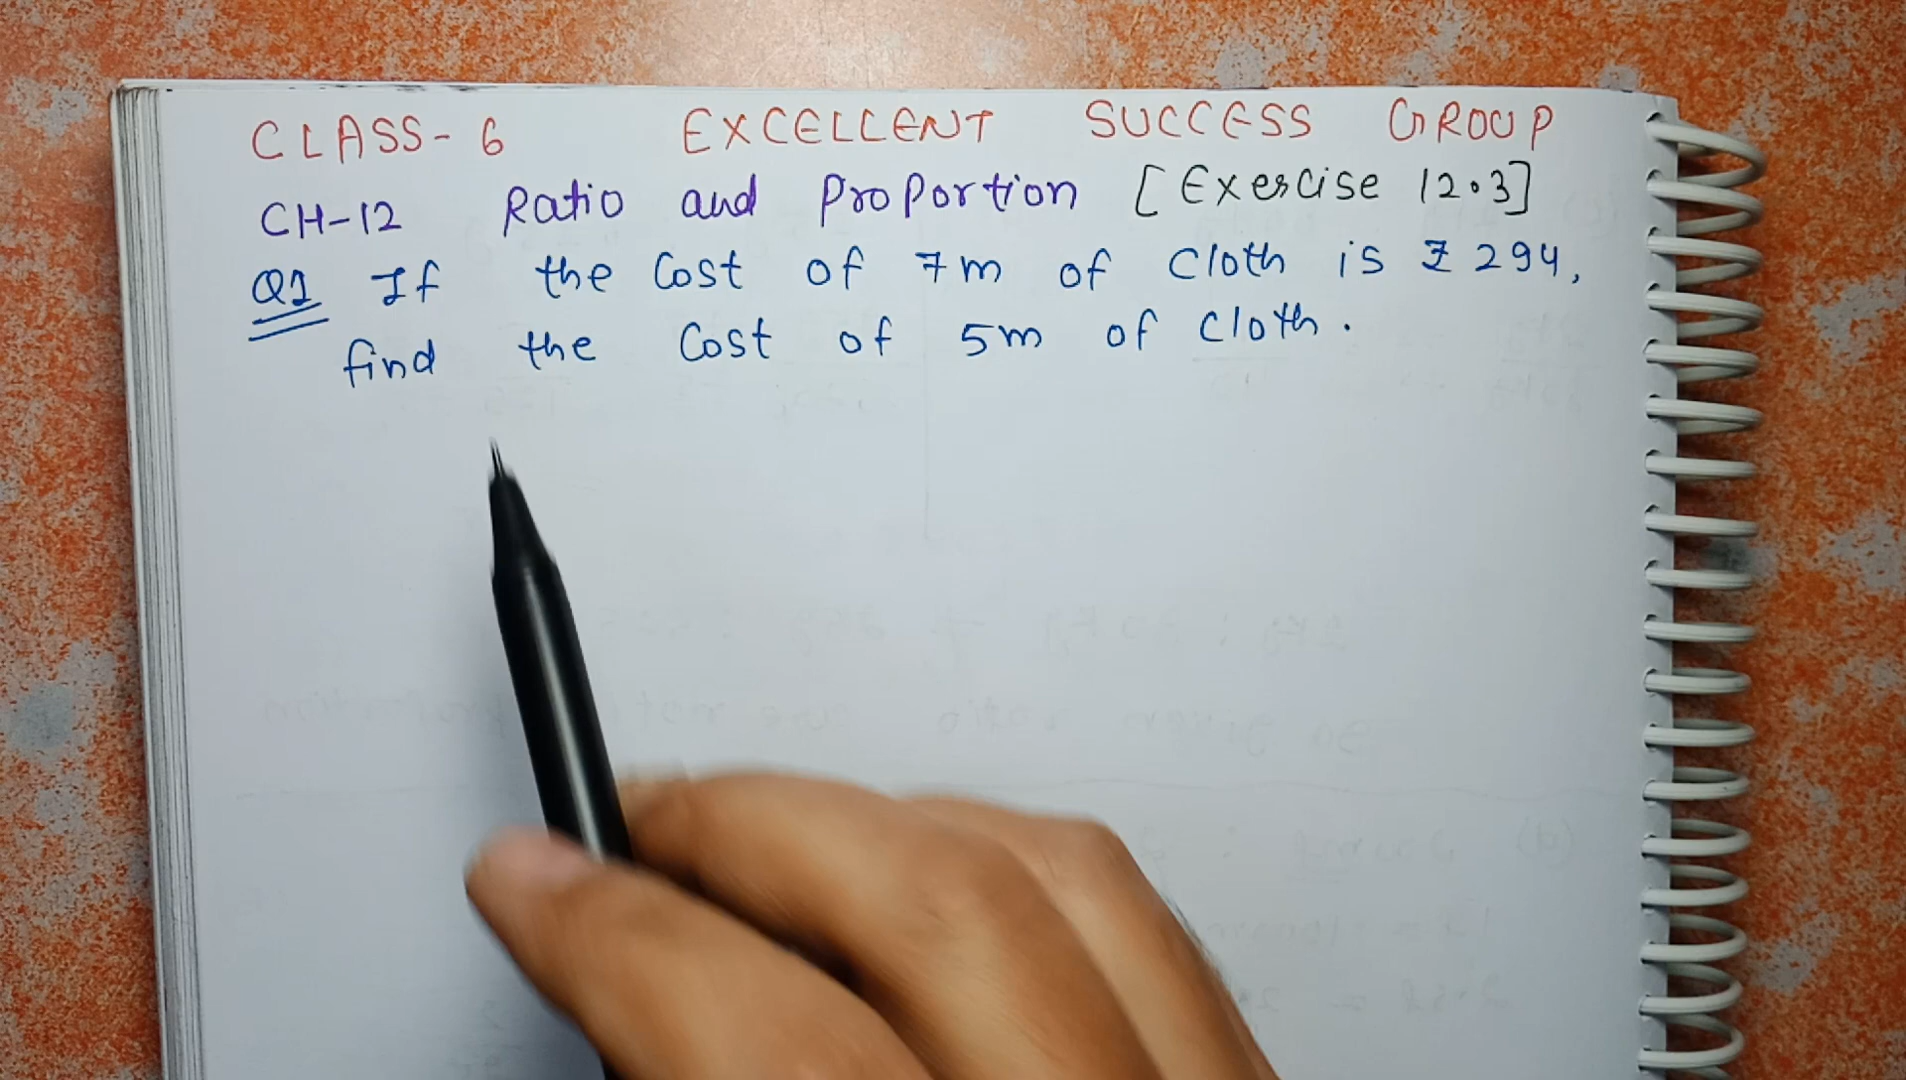 CLASS-6 EXCELLENT SUCCESS GROUP
CH-12 Ratio and Proportion [Exercise 12.3]
Q1 If the Cost of 7m of Cloth is ₹ 294,
find the Cost of 5m of Cloth.